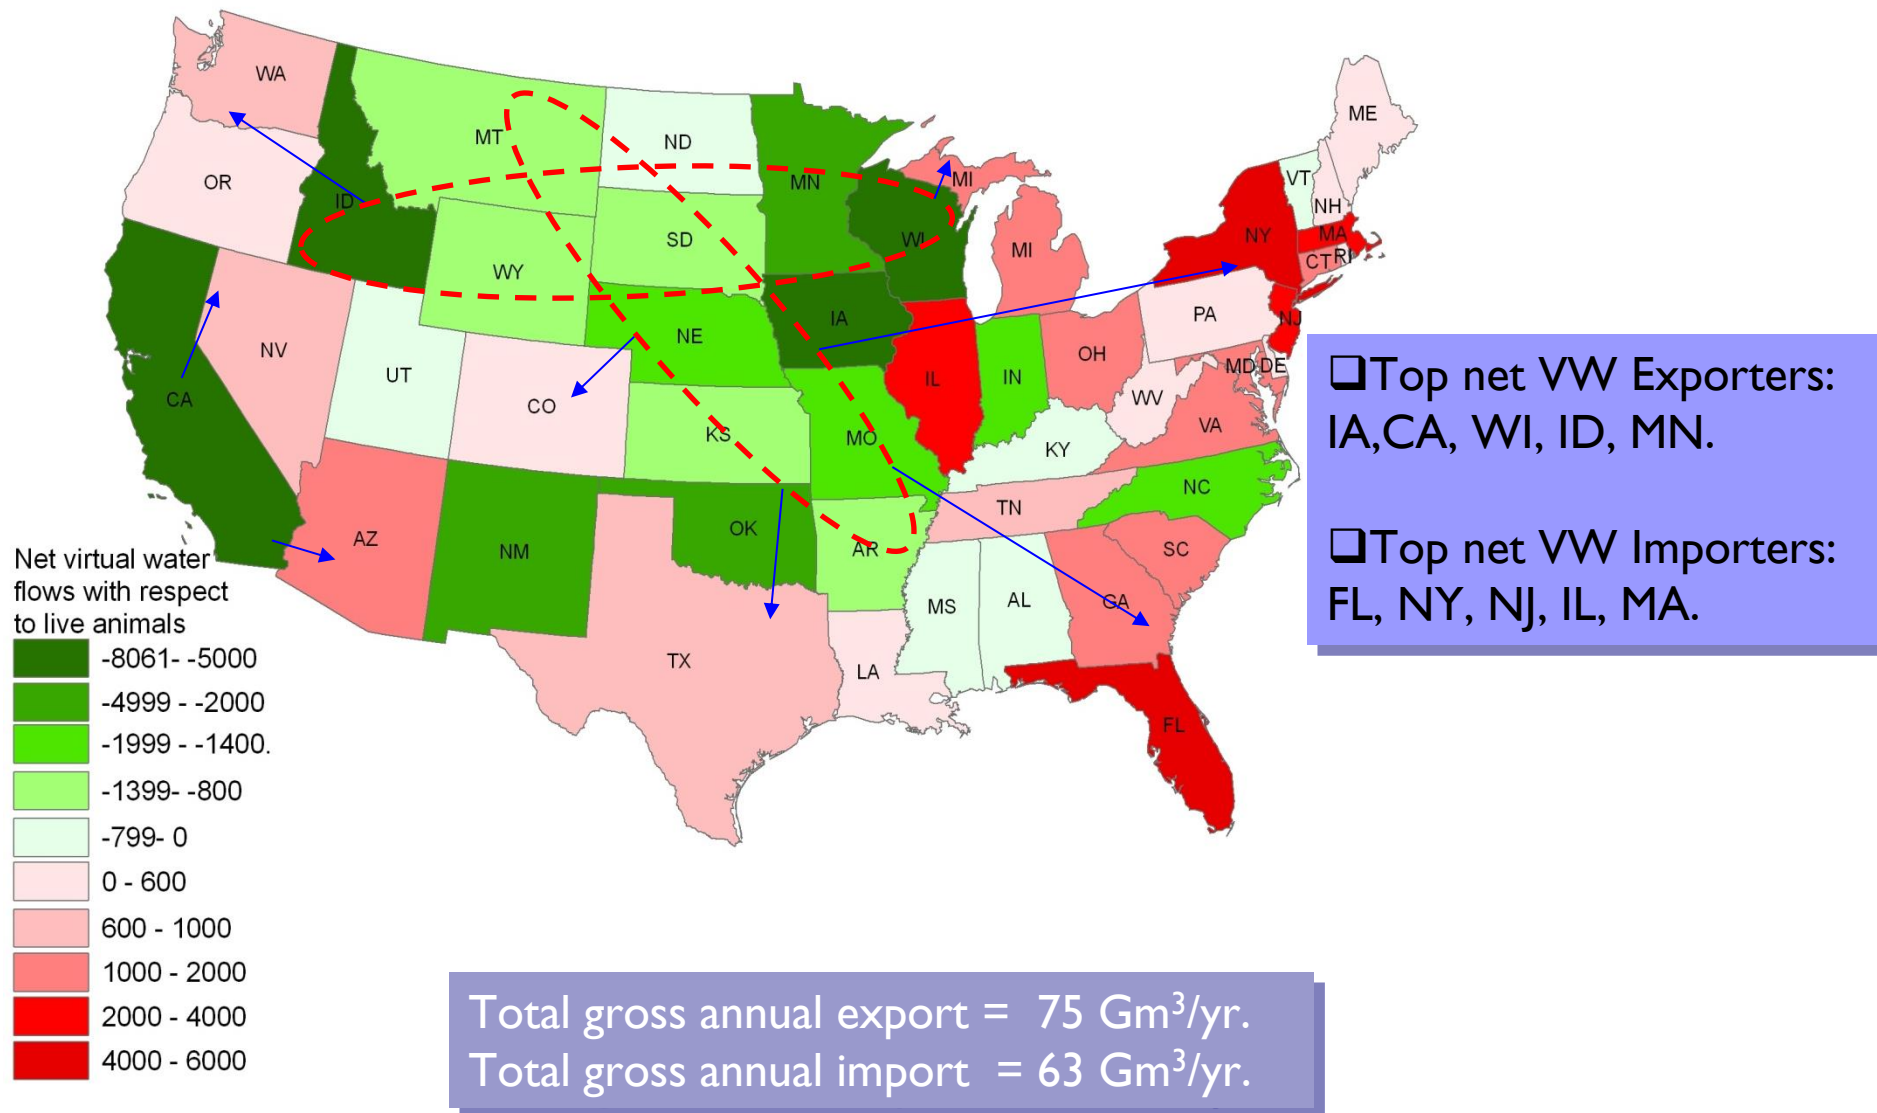 WA
ME
MT
ND
OR
MN
MI
VT
ID
NH
SD
WI
NY
MA
MI
CT
RI
WY
PA
IA
NJ
NE
NV
OH
UT
IL
IN
MD
DE
CA
CO
WV
VA
KS
MO
KY
NC
TN
AZ
NM
OK
AR
SC
MS
AL
GA
TX
LA
FL
❑Top net VW Exporters:
IA,CA, WI, ID, MN.
❑Top net VW Importers:
FL, NY, NJ, IL, MA.
Net virtual water
flows with respect
to live animals
-8061- -5000
-4999 - -2000
-1999 - -1400.
-1399- -800
-799- 0
0 - 600
600 - 1000
1000 - 2000
2000 - 4000
4000 - 6000
Total gross annual export = 75 Gm³/yr.
Total gross annual import = 63 Gm³/yr.